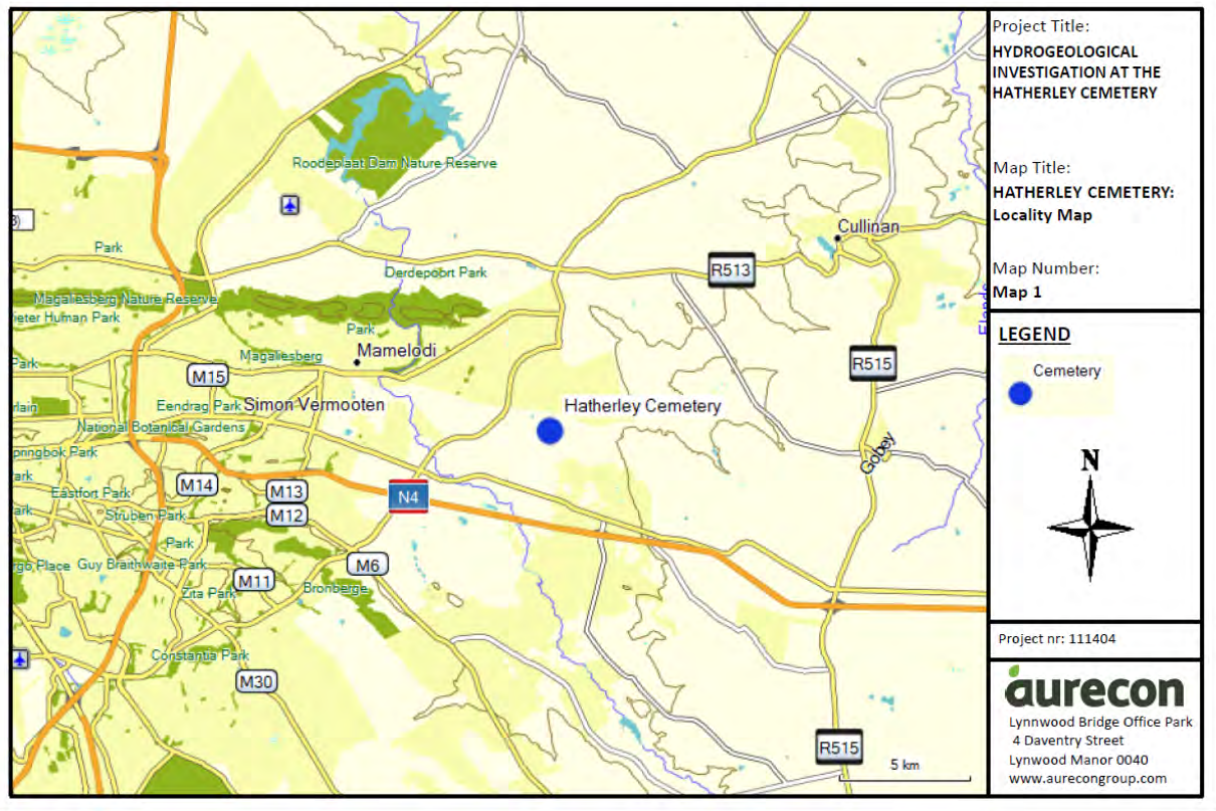 Roodeplaat Dam Nature Reserve
Park
Cullinan
R513
Derdepoort Park
Magaliesberg Nature Reserve
ieter Human Park
Park
Mamelodi
Magaliesberg
Park
M15
R515
Eendrag Park
Simon Vermooten
Hatherley Cemetery
National Botanical Gardens
Gobey
M14
M13
N4
Eastfort Park
M12
Struben Park
Park
Guy Braithwaite Park
M6
M11
Zita Park
Bronberge
Constantia Park
M30
R515
5 km
Project Title:
HYDROGEOLOGICAL
INVESTIGATION AT THE
HATHERLEY CEMETERY
Map Title:
HATHERLEY CEMETERY:
Locality Map
Map Number:
Map 1
LEGEND
Cemetery
N
Project nr: 111404
aurecon
Lynnwood Bridge Office Park
4 Daventry Street
Lynwood Manor 0040
www.aurecongroup.com